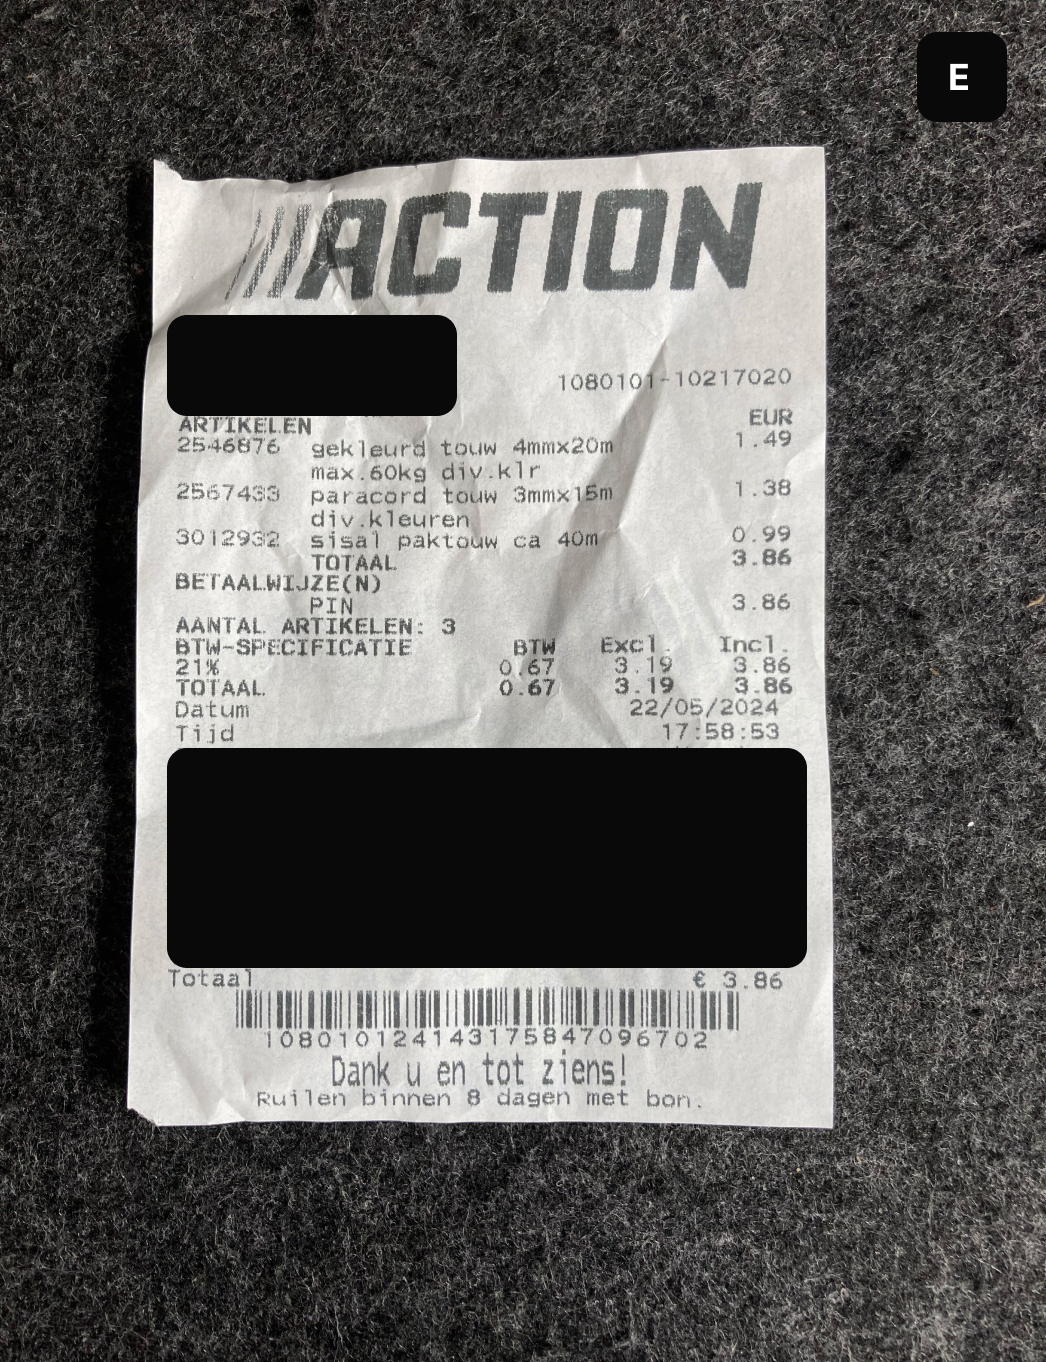 E
ACTION
1080101-10217020
ARTIKELEN EUR
2546876 gekleurd touw 4mmx20m 1.49
max.60kg div.klr
2567433 paracord touw 3mmx15m 1.38
div.kleuren
3012932 sisal paktouw ca 40m 0.99
TOTAAL 3.86
BETAALWIJZE(N)
PIN 3.86
AANTAL ARTIKELEN: 3
BTW-SPECIFICATIE BTW Excl. Incl.
21% 0.67 3.19 3.86
TOTAAL 0.67 3.19 3.86
Datum 22/05/2024
Tijd 17:58:53
Totaal € 3.86
108010124143175847096702
Dank u en tot ziens!
Ruilen binnen 8 dagen met bon.